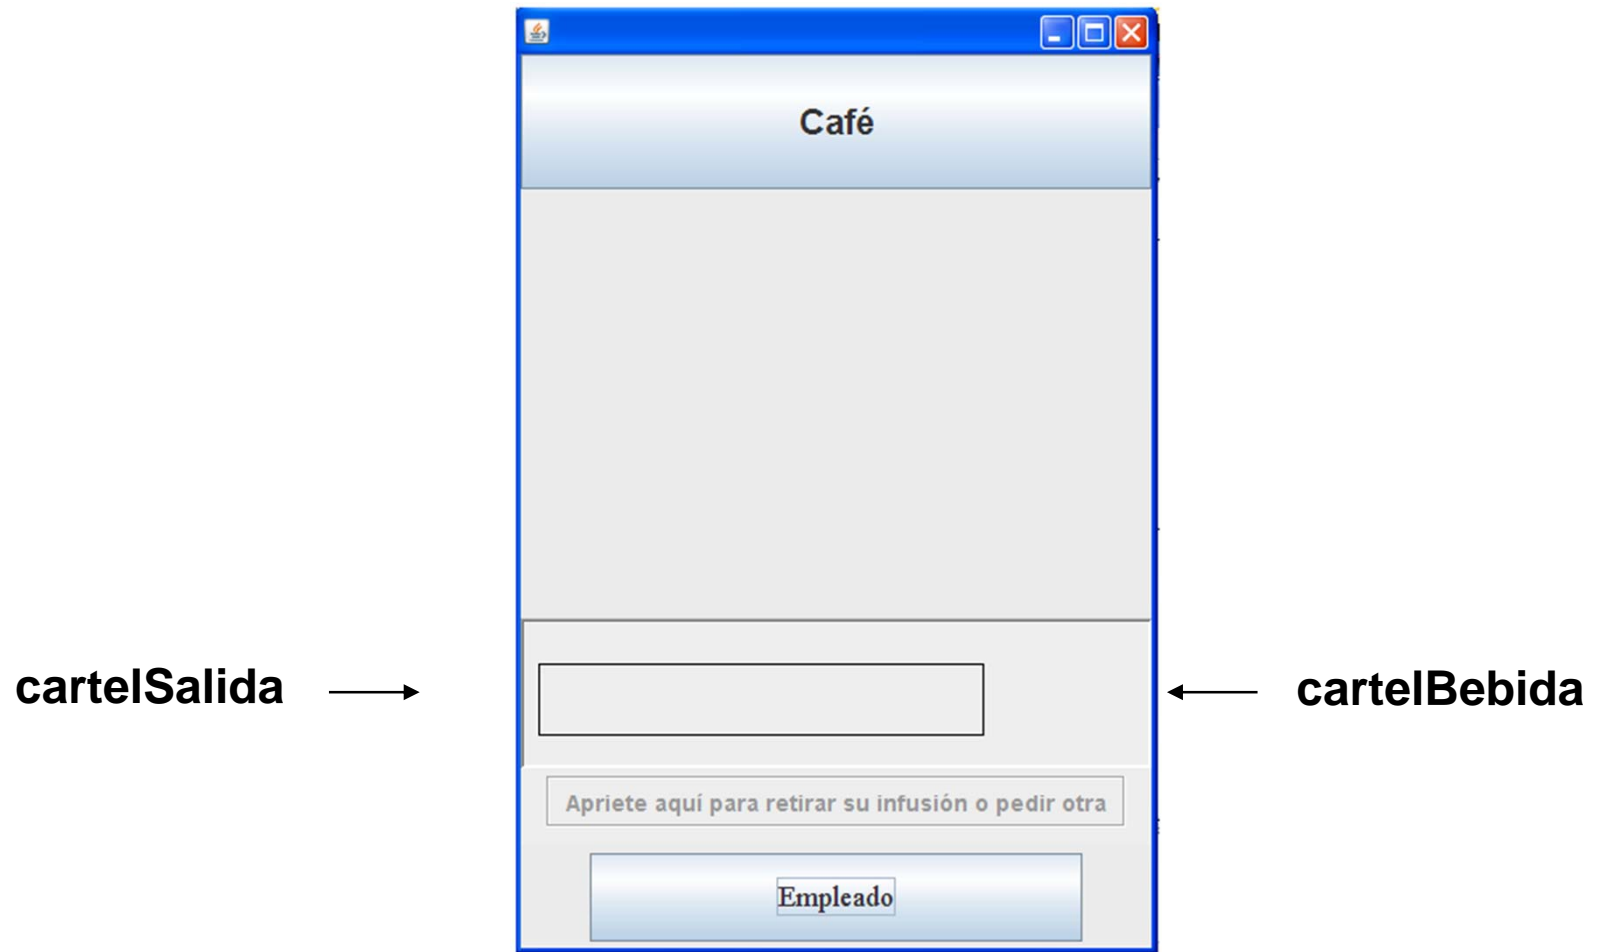 Café
cartelSalida
cartelBebida
Apriete aquí para retirar su infusión o pedir otra
Empleado